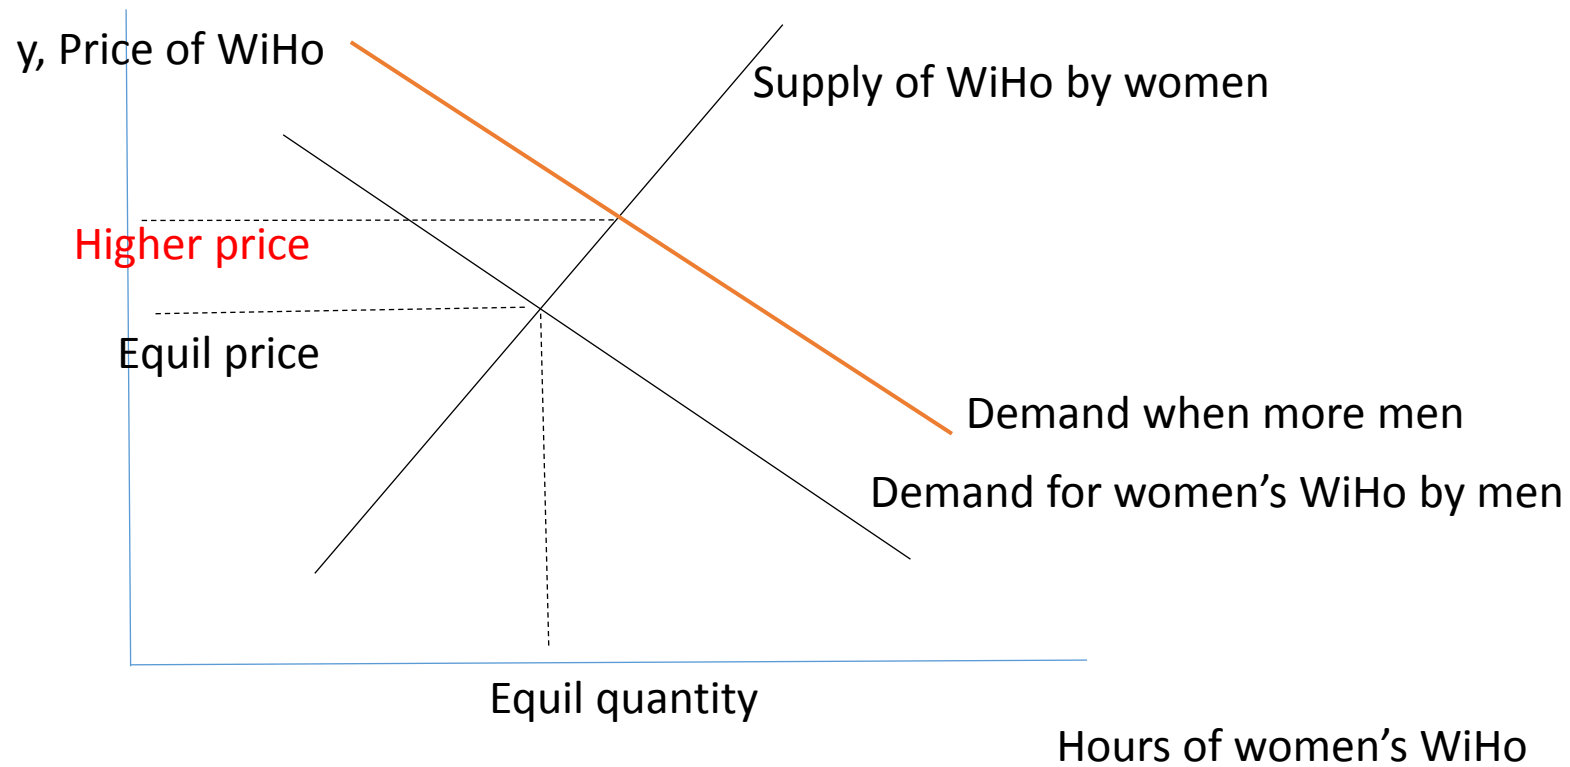 y, Price of WiHo
Supply of WiHo by women
Higher price
Equil price
Demand when more men
Demand for women’s WiHo by men
Equil quantity
Hours of women’s WiHo